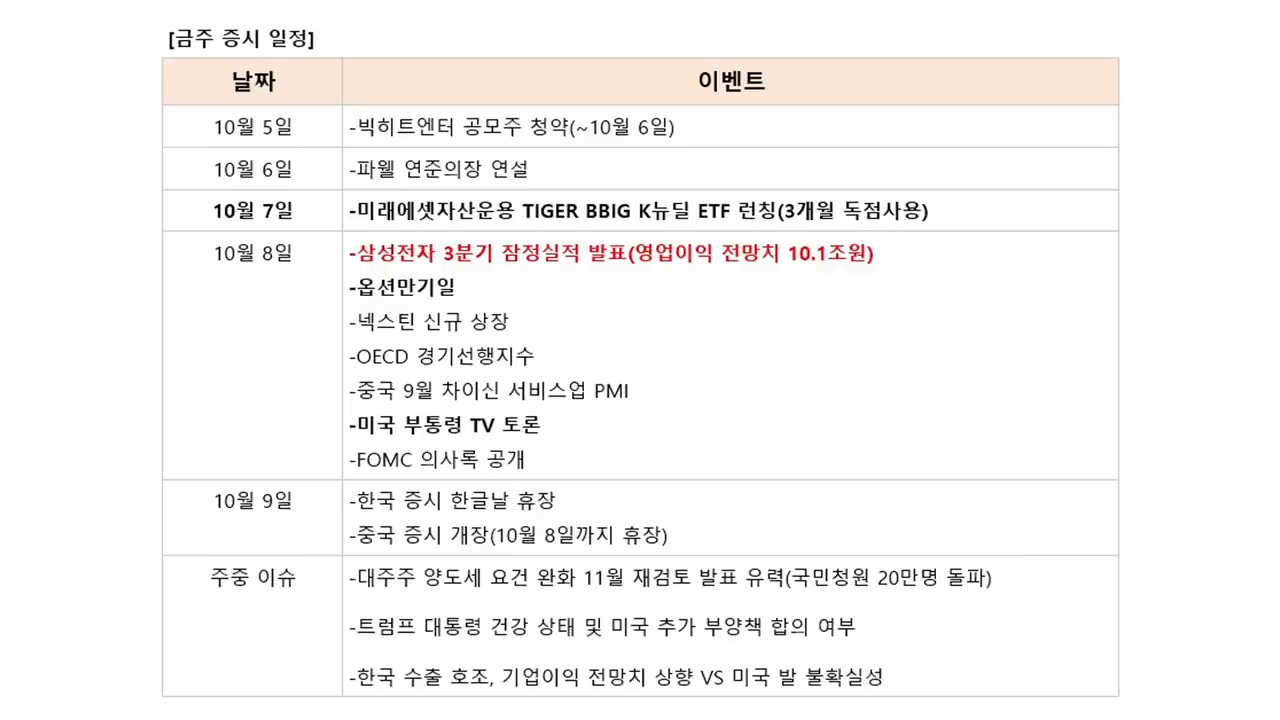 [금주 증시 일정]
날짜 이벤트
10월 5일 -빅히트엔터 공모주 청약(~10월 6일)
10월 6일 -파웰 연준의장 연설
10월 7일 -미래에셋자산운용 TIGER BBIG K뉴딜 ETF 런칭(3개월 독점사용)
10월 8일 -삼성전자 3분기 잠정실적 발표(영업이익 전망치 10.1조원)
-옵션만기일
-넥스틴 신규 상장
-OECD 경기선행지수
-중국 9월 차이신 서비스업 PMI
-미국 부통령 TV 토론
-FOMC 의사록 공개
10월 9일 -한국 증시 한글날 휴장
-중국 증시 개장(10월 8일까지 휴장)
주중 이슈 -대주주 양도세 요건 완화 11월 재검토 발표 유력(국민청원 20만명 돌파)
-트럼프 대통령 건강 상태 및 미국 추가 부양책 합의 여부
-한국 수출 호조, 기업이익 전망치 상향 VS 미국 발 불확실성